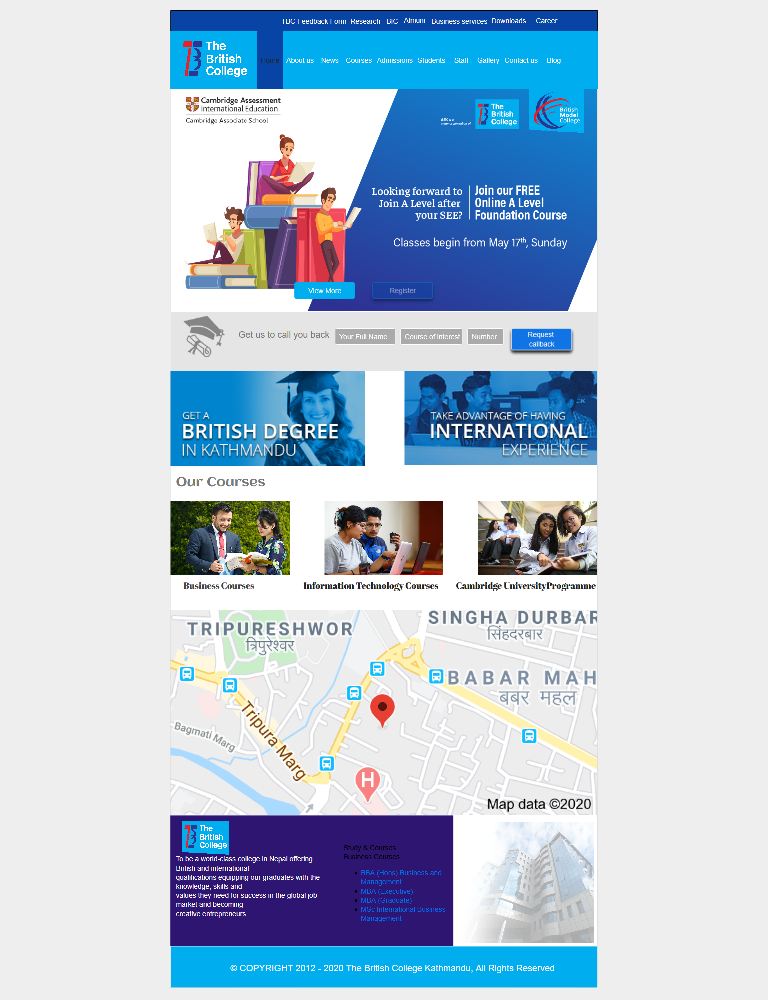 TBC Feedback Form Research BIC Almuni Business services Downloads Career
The
British
College
Home About us News Courses Admissions Students Staff Gallery Contact us Blog
Cambridge Assessment
International Education
Cambridge Associate School
BMC is a
sister organisation of
The
British
College
British
Model
College
Looking forward to
Join A Level after
your SEE?
Join our FREE
Online A Level
Foundation Course
Classes begin from May 17th, Sunday
View More
Register
Get us to call you back
Your Full Name
Course of interest
Number
Request
callback
GET A
BRITISH DEGREE
IN KATHMANDU
TAKE ADVANTAGE OF HAVING
INTERNATIONAL
EXPERIENCE
Our Courses
Business Courses
Information Technology Courses
Cambridge UniversityProgramme
TRIPURESHWOR
त्रिपुरेश्वर
SINGHA DURBAR
सिंहदरबार
BABAR MAH
बबर महल
Tripura Marg
Bagmati Marg
H
Map data ©2020
The
British
College
To be a world-class college in Nepal offering
British and international
qualifications equipping our graduates with the
knowledge, skills and
values they need for success in the global job
market and becoming
creative entrepreneurs.
Study & Courses
Business Courses
BBA (Hons) Business and
Management
MBA (Executive)
MBA (Graduate)
MSc International Business
Management
© COPYRIGHT 2012 - 2020 The British College Kathmandu, All Rights Reserved